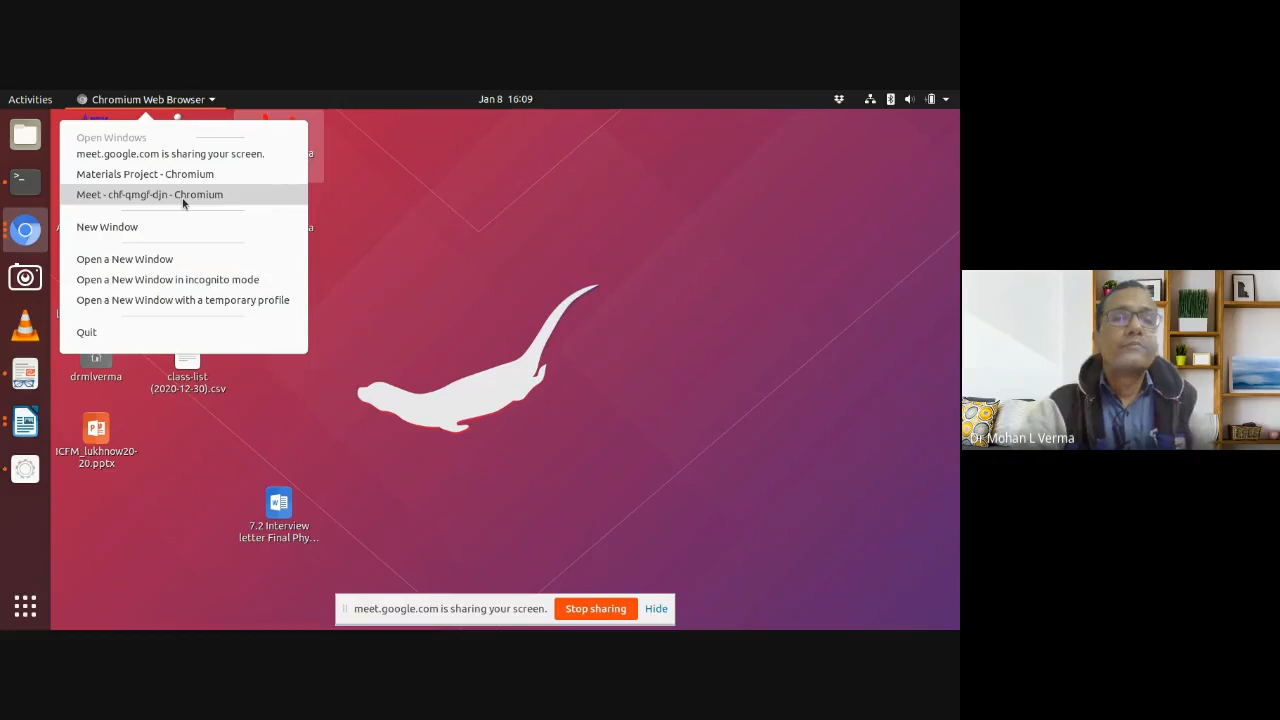 Activities
Chromium Web Browser
Jan 8 16:09
Open Windows
meet.google.com is sharing your screen.
Materials Project - Chromium
Meet - chf-qmgf-djn - Chromium
New Window
Open a New Window
Open a New Window in incognito mode
Open a New Window with a temporary profile
Quit
drmlverma
class-list
(2020-12-30).csv
ICFM_lukhnow20-
20.pptx
7.2 Interview
letter Final Phy…
Dr Mohan L Verma
meet.google.com is sharing your screen.
Stop sharing
Hide